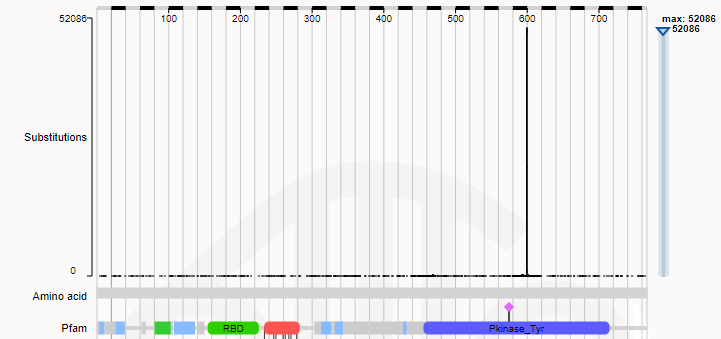 52086 100 200 300 400 500 600 700 max: 52086
52086
Substitutions
0
Amino acid
Pfam RBD Pkinase_Tyr